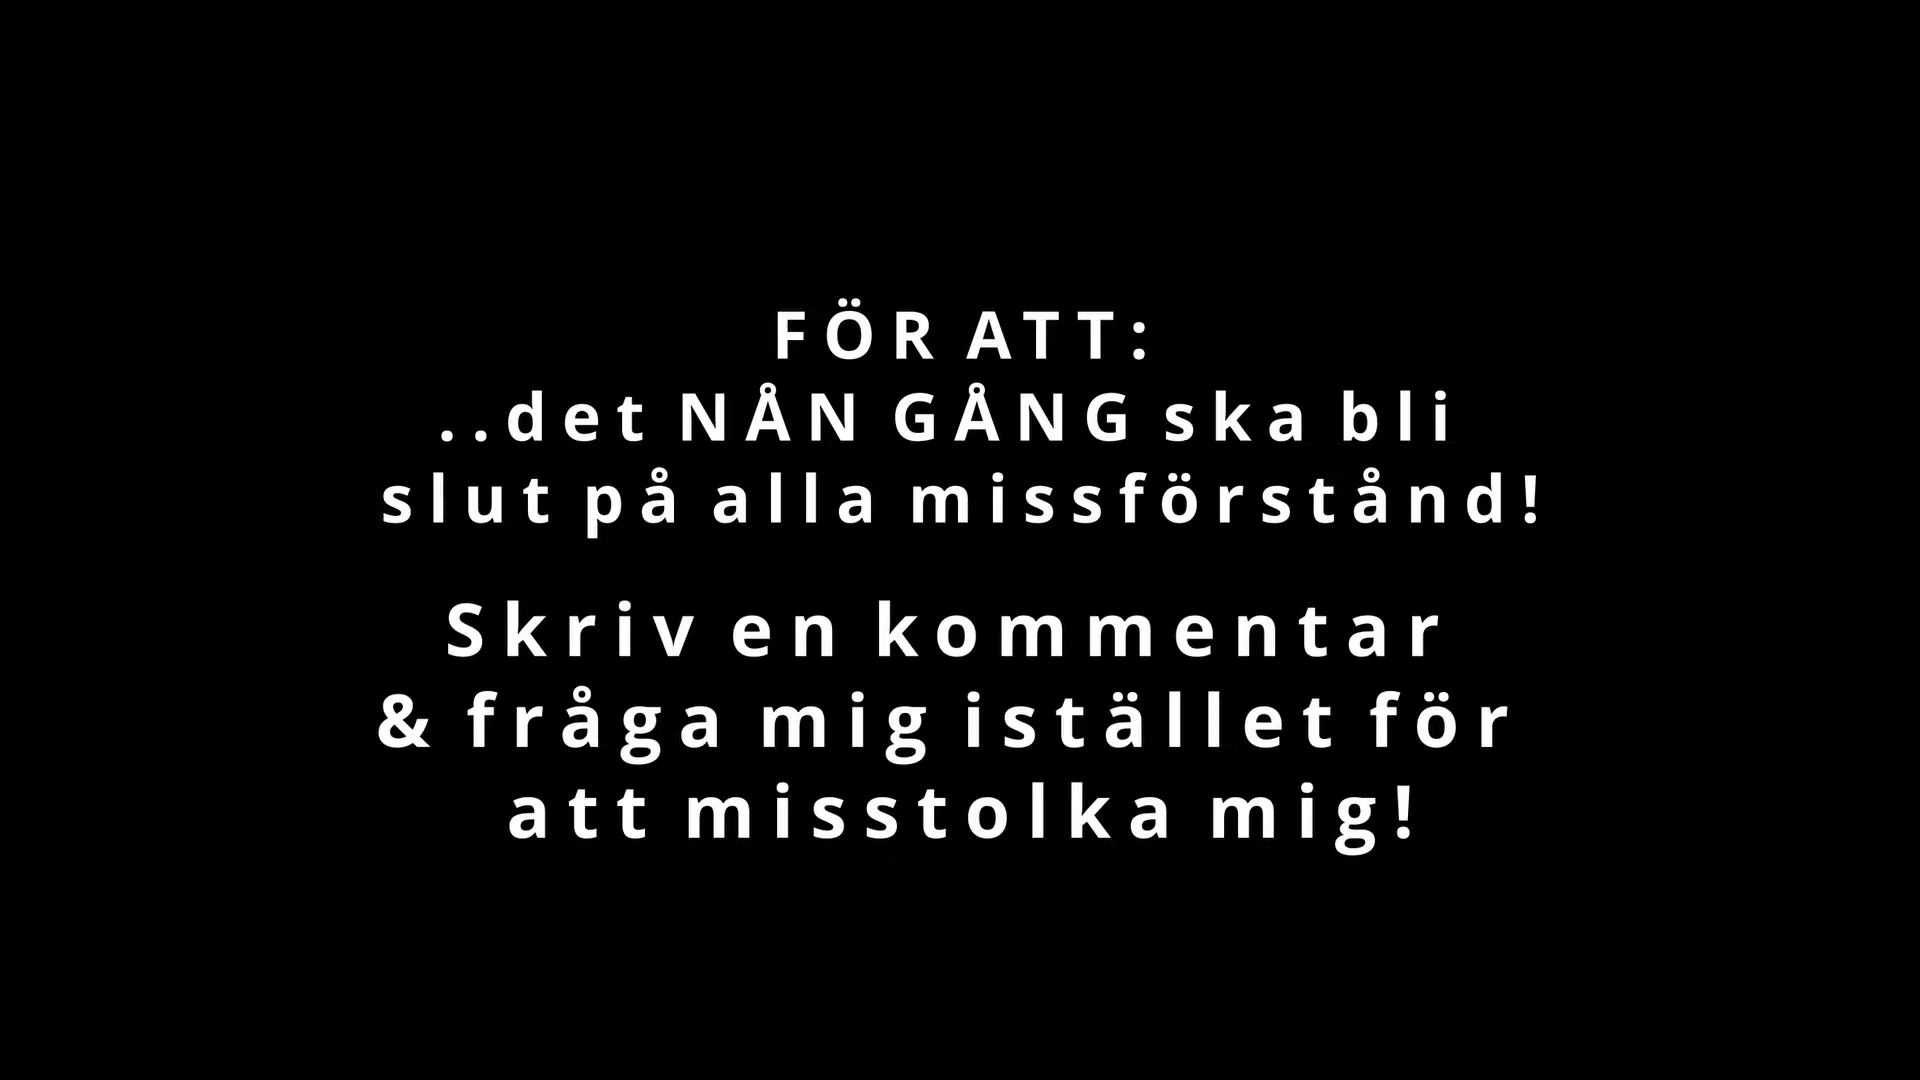 FÖR ATT:
..det NÅN GÅNG ska bli
slut på alla missförstånd!
Skriv en kommentar
& fråga mig istället för
att misstolka mig!